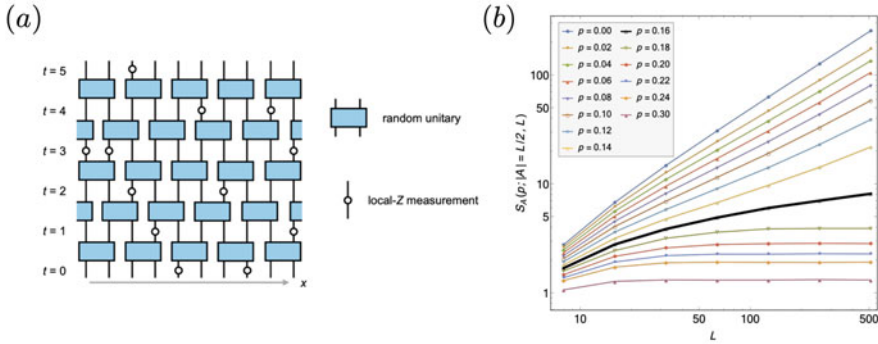 (a)
t = 5
t = 4
t = 3
t = 2
t = 1
t = 0
x
random unitary
local-Z measurement
(b)
S_A(p; |A| = L/2, L)
100
50
10
5
1
10
50
100
500
L
p = 0.00
p = 0.02
p = 0.04
p = 0.06
p = 0.08
p = 0.10
p = 0.12
p = 0.14
p = 0.16
p = 0.18
p = 0.20
p = 0.22
p = 0.24
p = 0.30